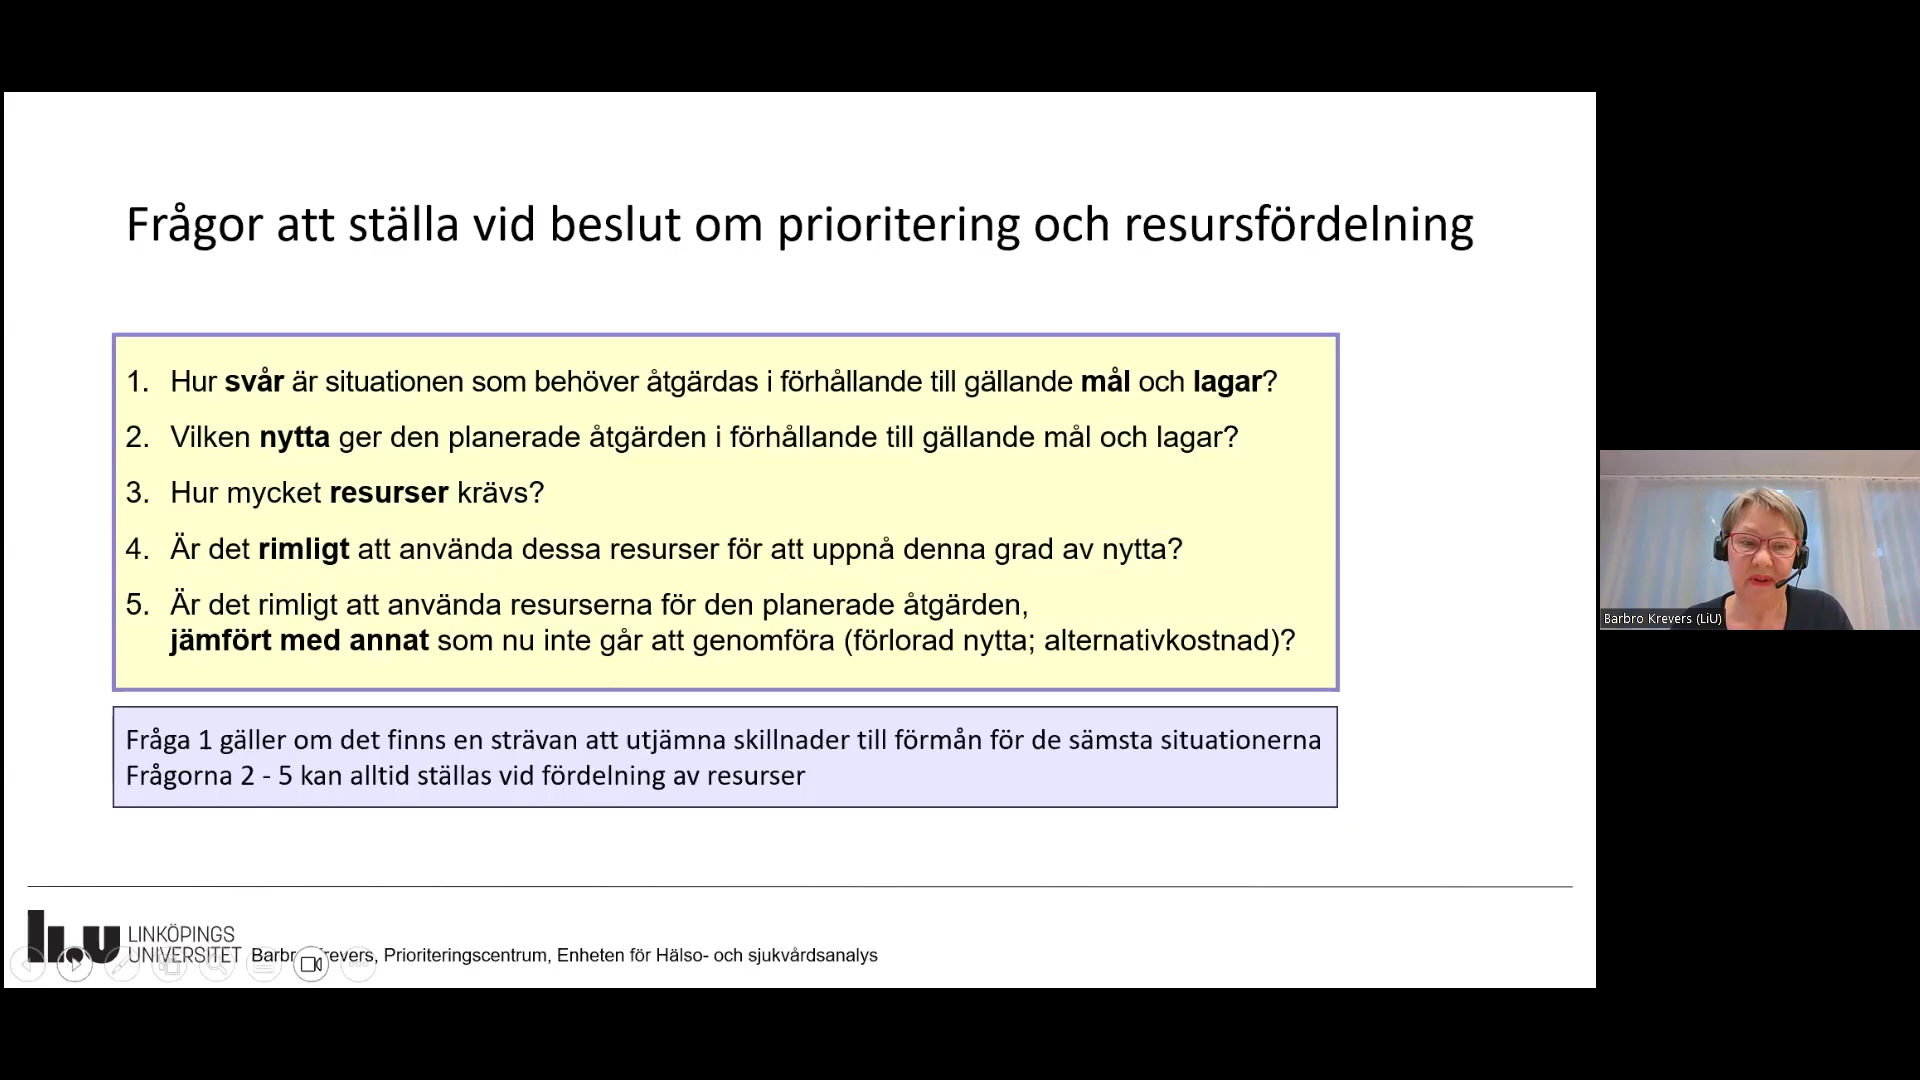 Frågor att ställa vid beslut om prioritering och resursfördelning
1. Hur svår är situationen som behöver åtgärdas i förhållande till gällande mål och lagar?
2. Vilken nytta ger den planerade åtgärden i förhållande till gällande mål och lagar?
3. Hur mycket resurser krävs?
4. Är det rimligt att använda dessa resurser för att uppnå denna grad av nytta?
5. Är det rimligt att använda resurserna för den planerade åtgärden,
jämfört med annat som nu inte går att genomföra (förlorad nytta; alternativkostnad)?
Fråga 1 gäller om det finns en strävan att utjämna skillnader till förmån för de sämsta situationerna
Frågorna 2 - 5 kan alltid ställas vid fördelning av resurser
Barbro Krevers (LiU)
LiU LINKÖPINGS
UNIVERSITET
Barbro Krevers, Prioriteringscentrum, Enheten för Hälso- och sjukvårdsanalys